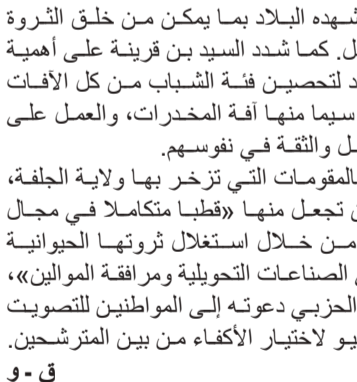 شهده البلاد بما يمكن من خلق الثروة
ل. كما شدد السيد بن قرينة على أهمية
د لتحصين فئة الشباب من كل الآفات
سيما منها آفة المخدرات، والعمل على
ل والثقة في نفوسهم.
المقومات التي تزخر بها ولاية الجلفة،
ن تجعل منها «قطبا متكاملا في مجال
من خلال استغلال ثروتها الحيوانية
ى الصناعات التحويلية ومرافقة الموالين»،
الحزبي دعوته إلى المواطنين للتصويت
يو لاختيار الأكفاء من بين المترشحين.
ق - و